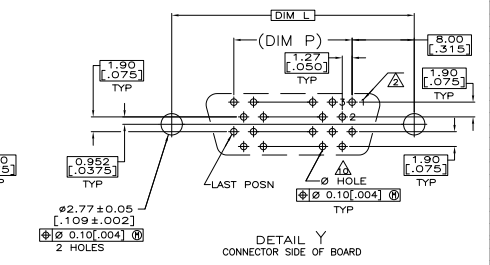 DIM L
(DIM P)
8.00
[.315]
1.27
[.050]
TYP
1.90
[.075]
TYP
2
1.90
[.075]
TYP
3
1
2
0.952
[.0375]
TYP
LAST POSN
10
Ø HOLE
⌖ Ø 0.10[.004] Ⓜ
TYP
1.90
[.075]
TYP
TYP
ø2.77±0.05
[.109±.002]
⌖ Ø 0.10[.004] Ⓜ
2 HOLES
DETAIL Y
CONNECTOR SIDE OF BOARD